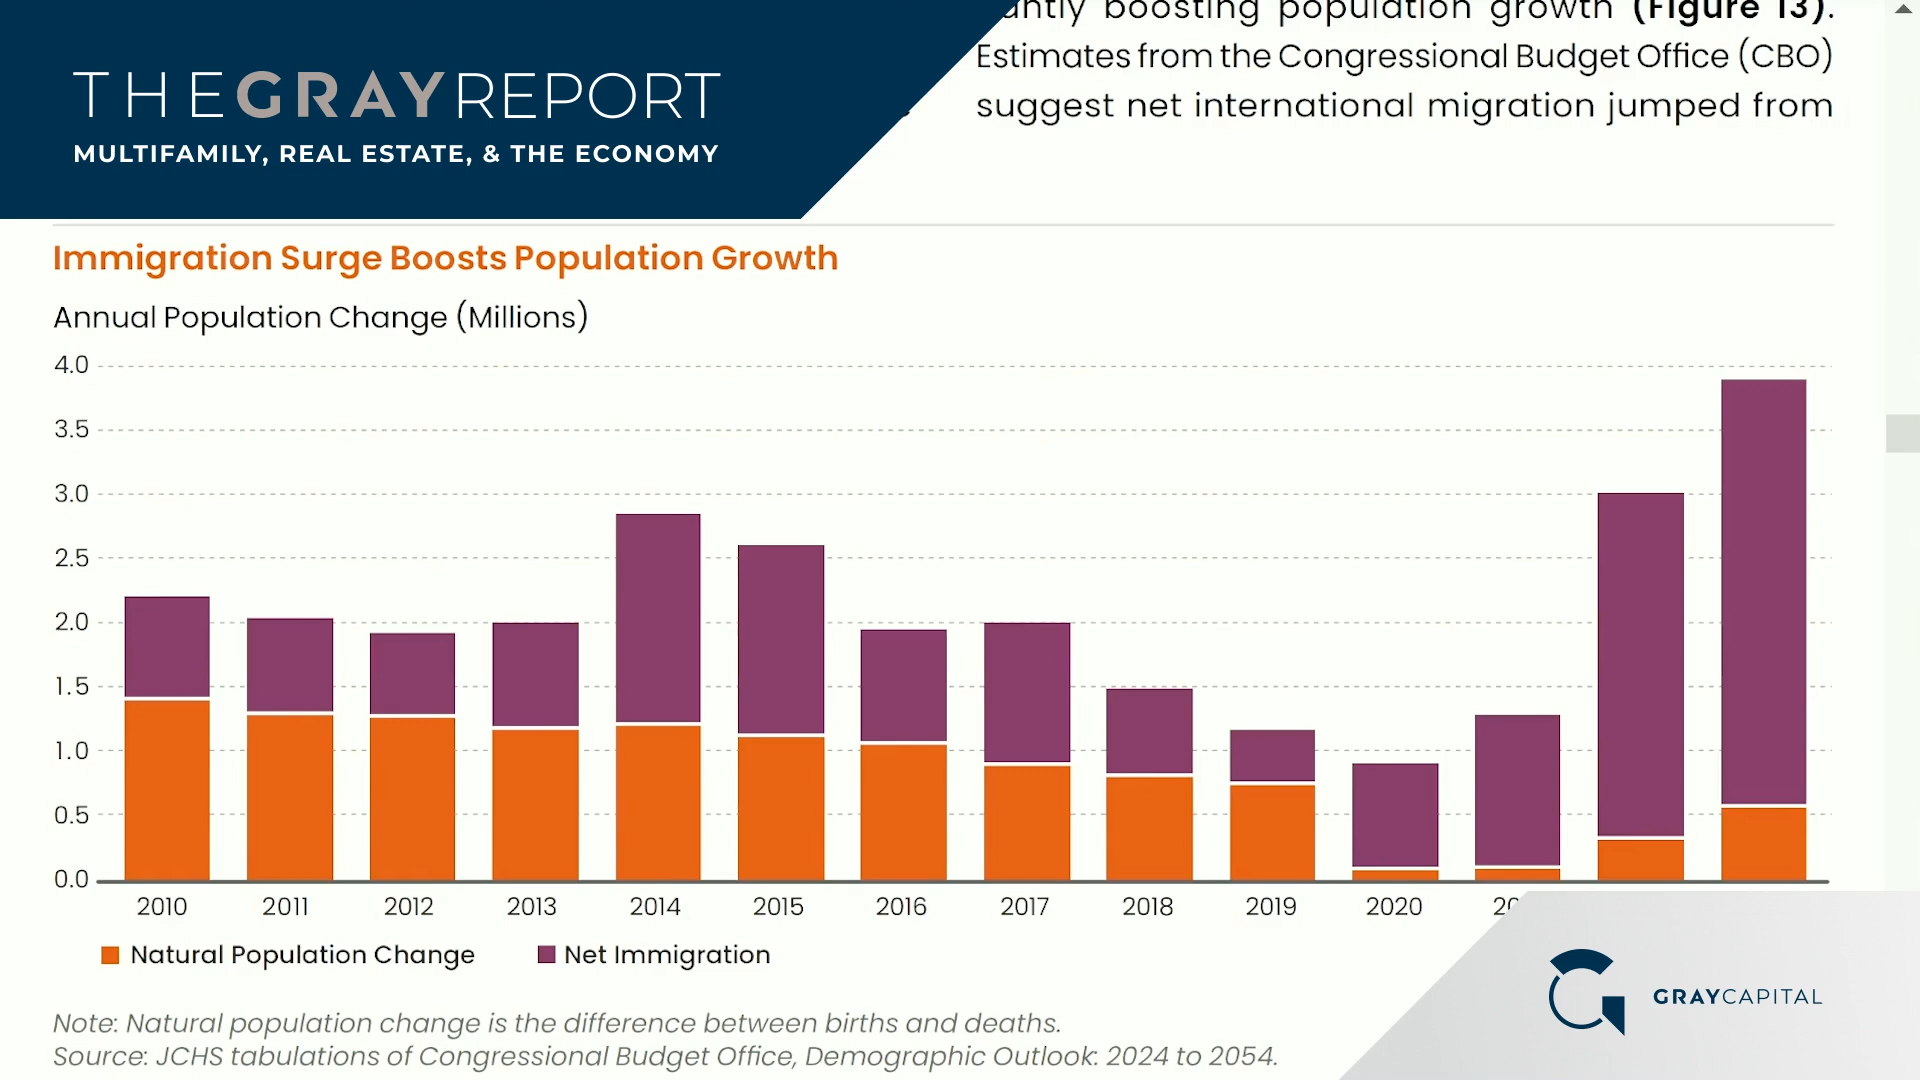 THEGRAYREPORT
MULTIFAMILY, REAL ESTATE, & THE ECONOMY
boosting population growth (Figure 13).
Estimates from the Congressional Budget Office (CBO)
suggest net international migration jumped from
Immigration Surge Boosts Population Growth
Annual Population Change (Millions)
4.0
3.5
3.0
2.5
2.0
1.5
1.0
0.5
0.0
2010 2011 2012 2013 2014 2015 2016 2017 2018 2019 2020
Natural Population Change Net Immigration
Note: Natural population change is the difference between births and deaths.
Source: JCHS tabulations of Congressional Budget Office, Demographic Outlook: 2024 to 2054.
GRAYCAPITAL